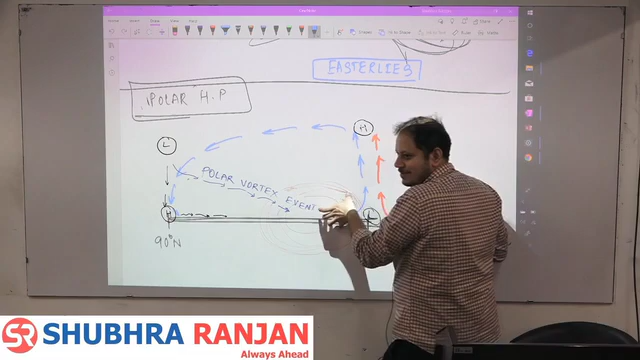 EASTERLIES
POLAR H.P
H
L
POLAR VORTEX EVENT
H
L
90°N
SR SHUBHRA RANJAN
Always Ahead